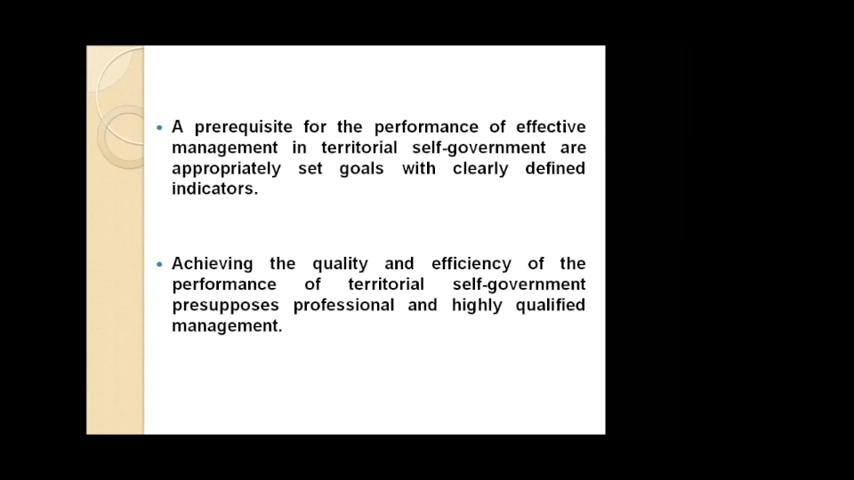 • A prerequisite for the performance of effective
management in territorial self-government are
appropriately set goals with clearly defined
indicators.
• Achieving the quality and efficiency of the
performance of territorial self-government
presupposes professional and highly qualified
management.